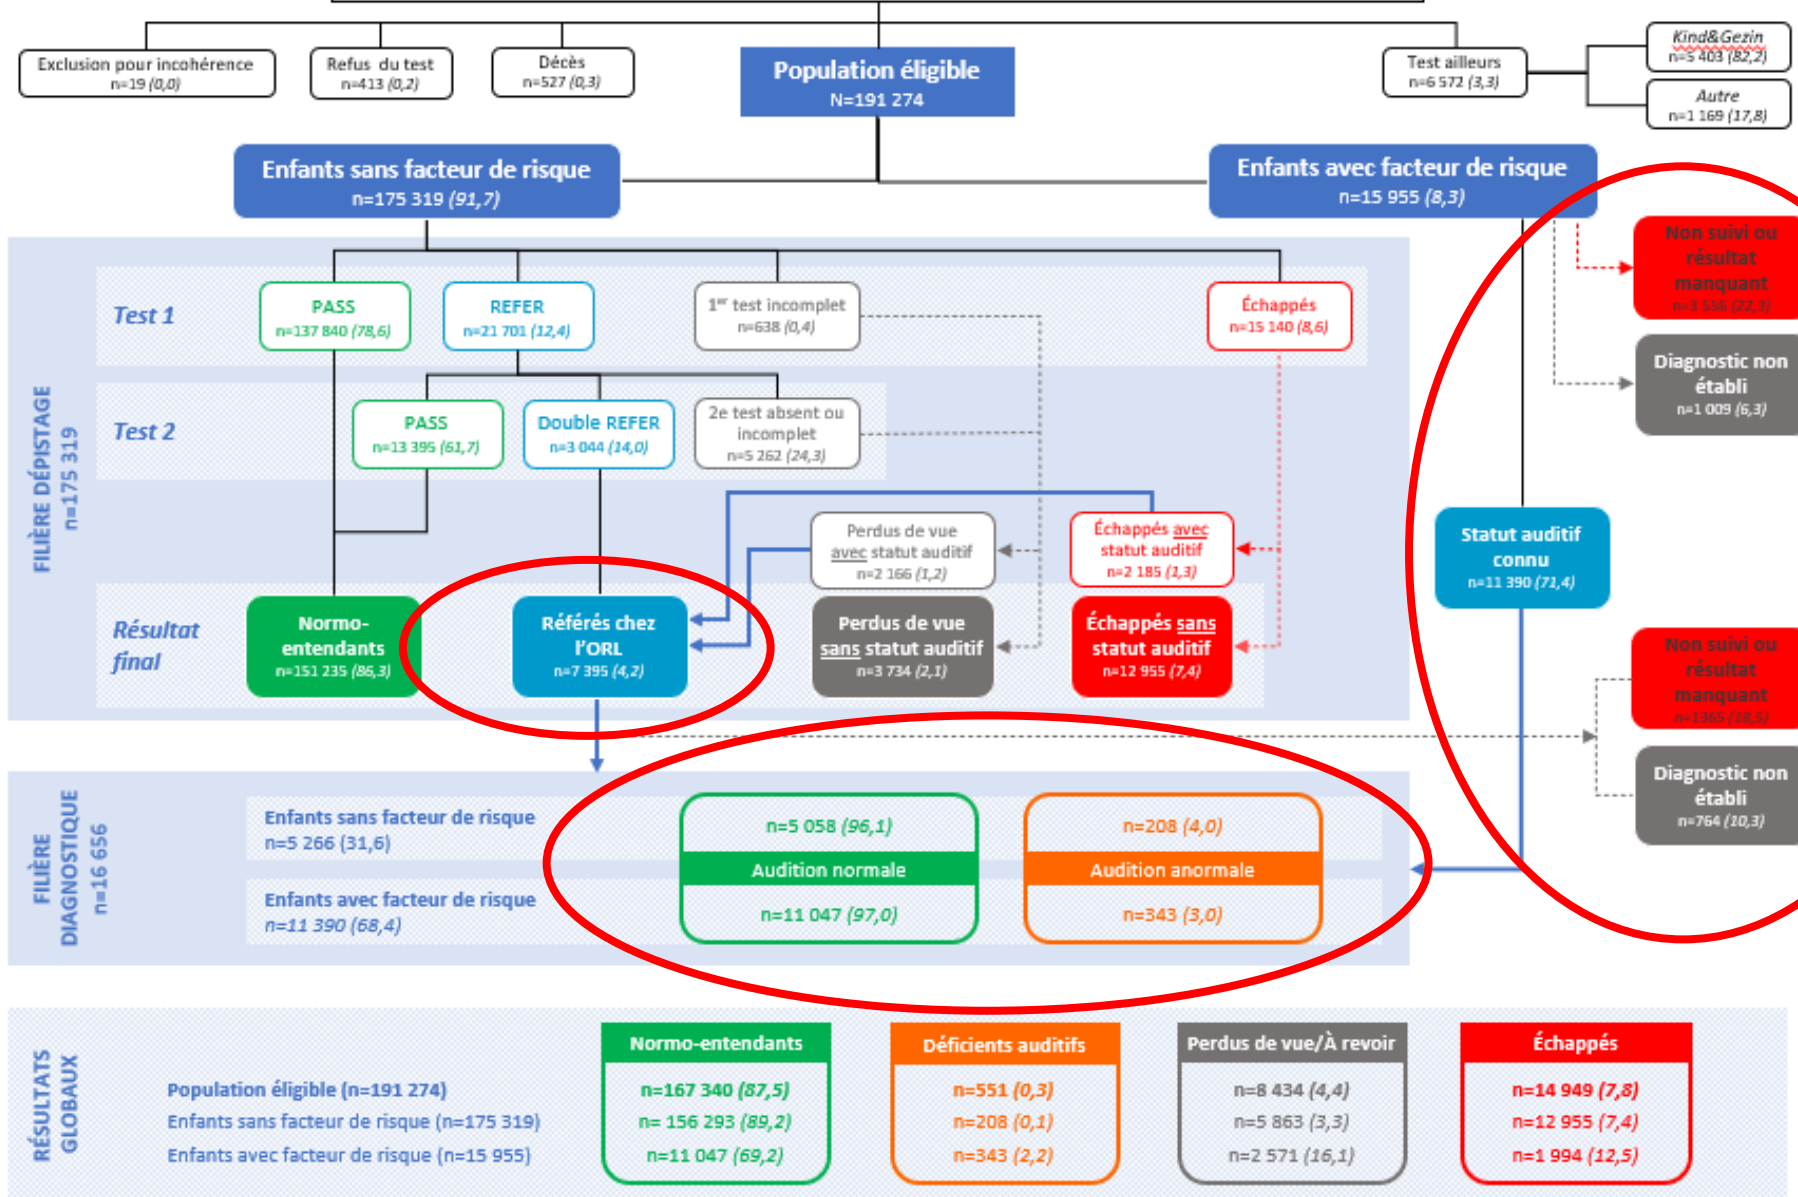 Exclusion pour incohérence
n=19 (0,0)
Refus du test
n=413 (0,2)
Décès
n=527 (0,3)
Population éligible
N=191 274
Test ailleurs
n=6 572 (3,3)
Kind&Gezin
n=5 403 (82,2)
Autre
n=1 169 (17,8)
Enfants sans facteur de risque
n=175 319 (91,7)
Enfants avec facteur de risque
n=15 955 (8,3)
Non suivi ou
résultat
manquant
n=3 556 (22,3)
Diagnostic non
établi
n=1 009 (6,3)
FILIÈRE DÉPISTAGE
n=175 319
Test 1
PASS
n=137 840 (78,6)
REFER
n=21 701 (12,4)
1er test incomplet
n=638 (0,4)
Échappés
n=15 140 (8,6)
Test 2
PASS
n=13 395 (61,7)
Double REFER
n=3 044 (14,0)
2e test absent ou
incomplet
n=5 262 (24,3)
Perdus de vue
avec statut auditif
n=2 166 (1,2)
Échappés avec
statut auditif
n=2 185 (1,3)
Statut auditif
connu
n=11 390 (71,4)
Résultat
final
Normo-
entendants
n=151 235 (86,3)
Référés chez
l'ORL
n=7 395 (4,2)
Perdus de vue
sans statut auditif
n=3 734 (2,1)
Échappés sans
statut auditif
n=12 955 (7,4)
Non suivi ou
résultat
manquant
n=1365 (18,5)
Diagnostic non
établi
n=764 (10,3)
FILIÈRE
DIAGNOSTIQUE
n=16 656
Enfants sans facteur de risque
n=5 266 (31,6)
n=5 058 (96,1)
n=208 (4,0)
Audition normale
Audition anormale
Enfants avec facteur de risque
n=11 390 (68,4)
n=11 047 (97,0)
n=343 (3,0)
RÉSULTATS
GLOBAUX
Normo-entendants
Déficients auditifs
Perdus de vue/À revoir
Échappés
Population éligible (n=191 274)
n=167 340 (87,5)
n=551 (0,3)
n=8 434 (4,4)
n=14 949 (7,8)
Enfants sans facteur de risque (n=175 319)
n= 156 293 (89,2)
n=208 (0,1)
n=5 863 (3,3)
n=12 955 (7,4)
Enfants avec facteur de risque (n=15 955)
n=11 047 (69,2)
n=343 (2,2)
n=2 571 (16,1)
n=1 994 (12,5)